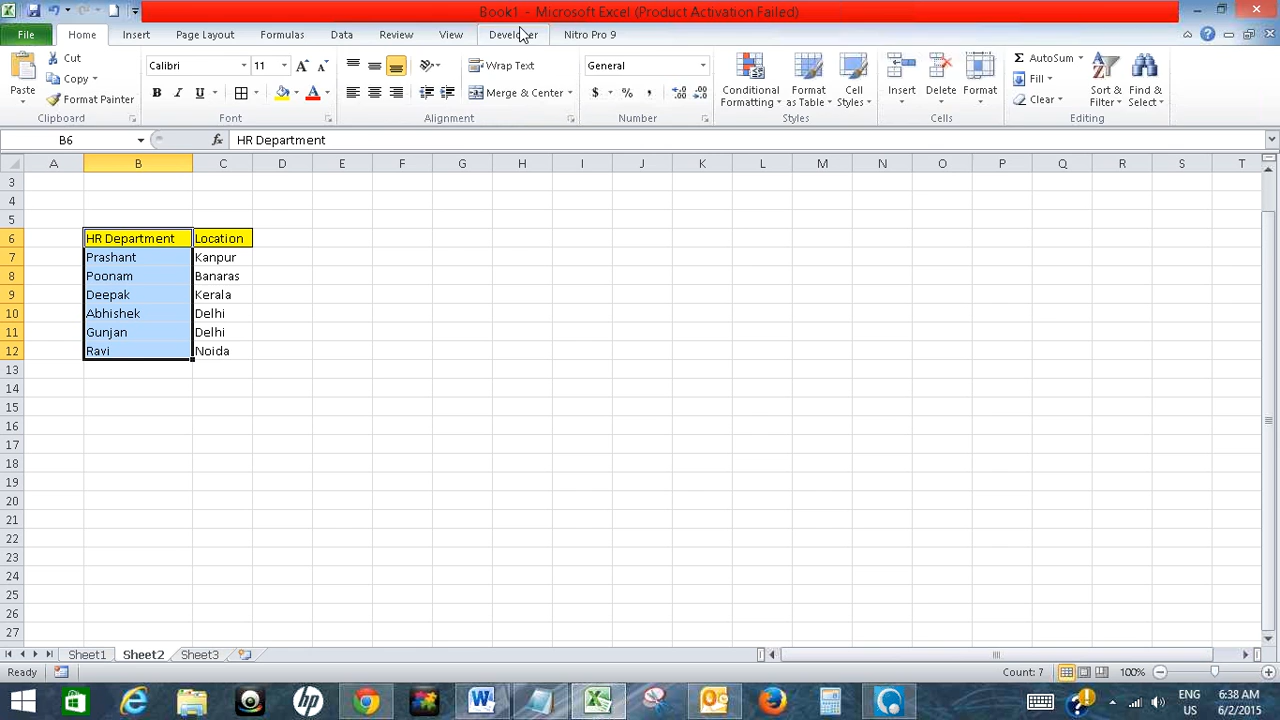 Book1 - Microsoft Excel (Product Activation Failed)
File Home Insert Page Layout Formulas Data Review View Developer Nitro Pro 9
Paste
Cut
Copy
Format Painter
Clipboard
Calibri 11
B I U
Font
Wrap Text
Merge & Center
Alignment
General
$ % ,
Number
Conditional Formatting
Format as Table
Cell Styles
Styles
Insert Delete Format
Cells
AutoSum
Fill
Clear
Sort & Filter
Find & Select
Editing
B6 fx HR Department
A B C D E F G H I J K L M N O P Q R S T
3
4
5
6 HR Department Location
7 Prashant Kanpur
8 Poonam Banaras
9 Deepak Kerala
10 Abhishek Delhi
11 Gunjan Delhi
12 Ravi Noida
13
14
15
16
17
18
19
20
21
22
23
24
25
26
27
Sheet1 Sheet2 Sheet3
Ready Count: 7 100%
ENG 6:38 AM
US 6/2/2015